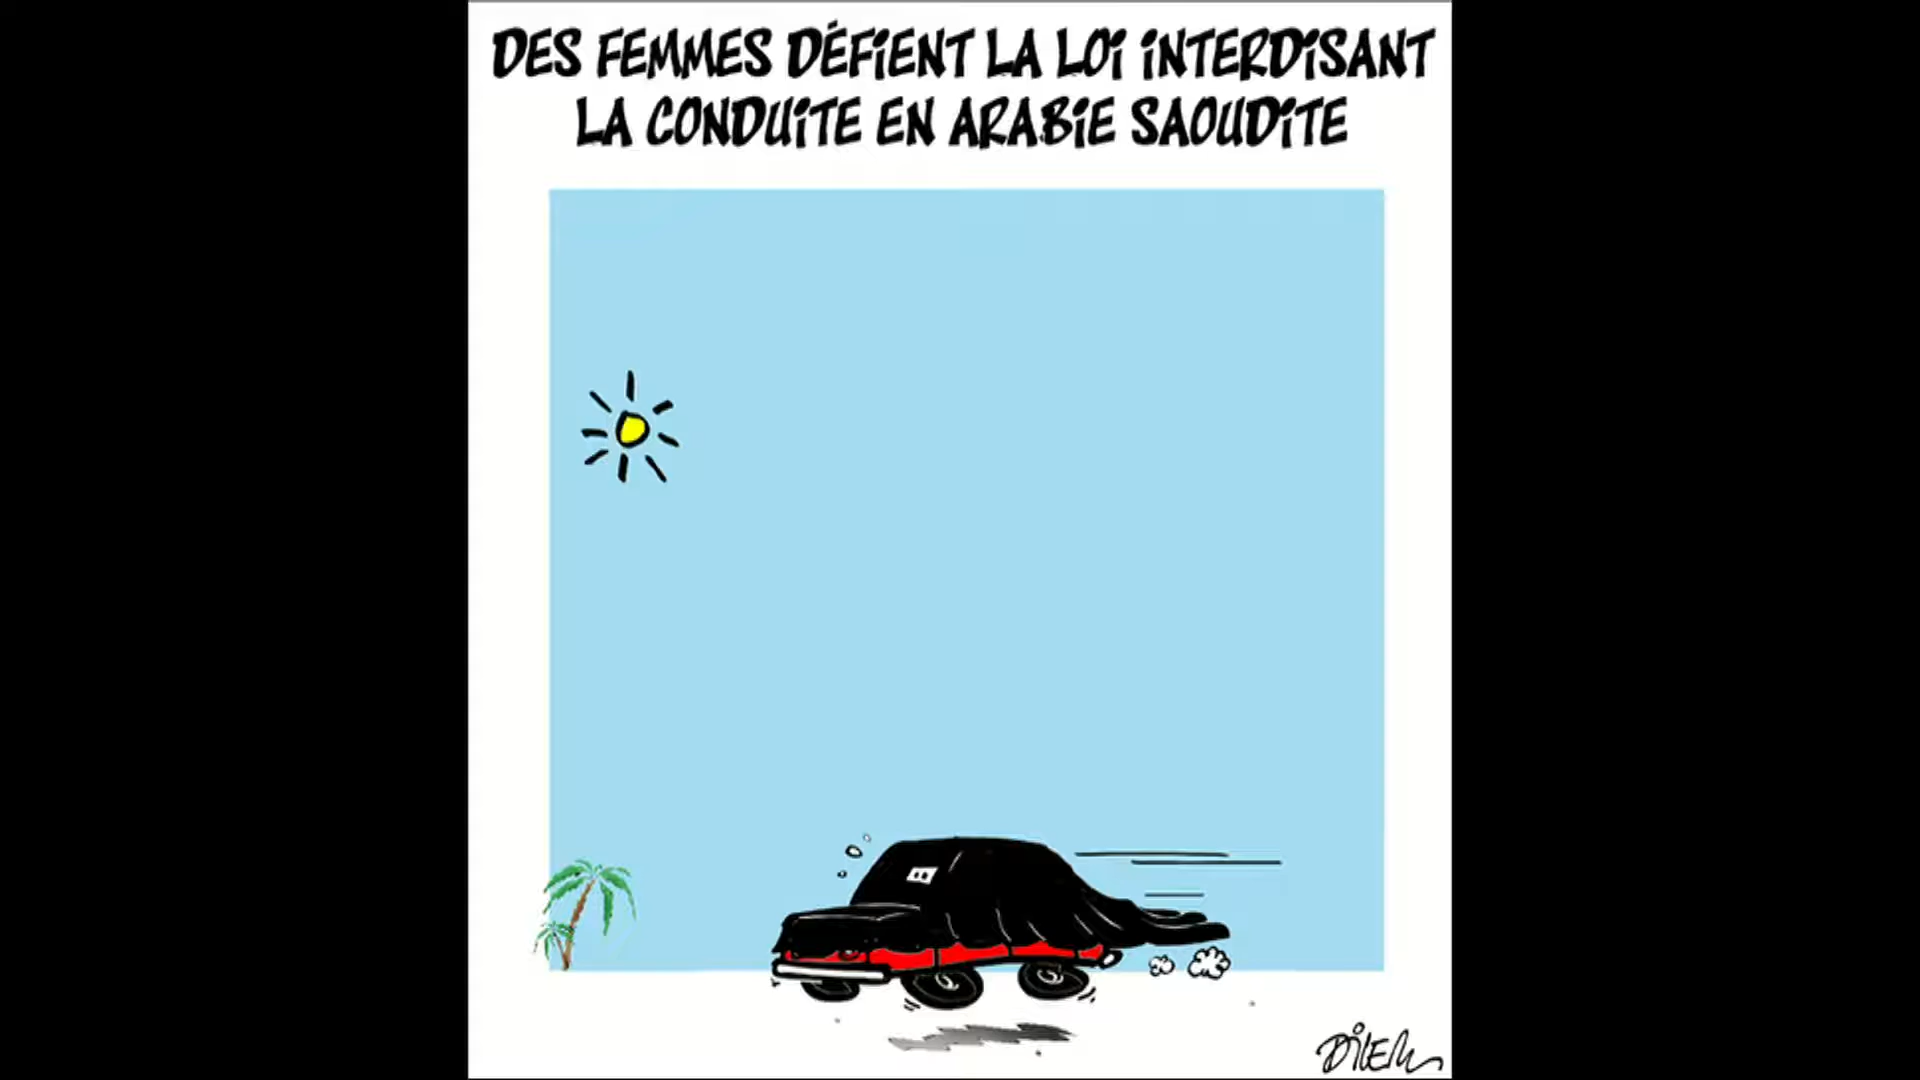 DES FEMMES DÉFiENT LA LOi iNTERDiSANT
LA CONDUiTE EN ARABiE SAOUDiTE
DiLEM